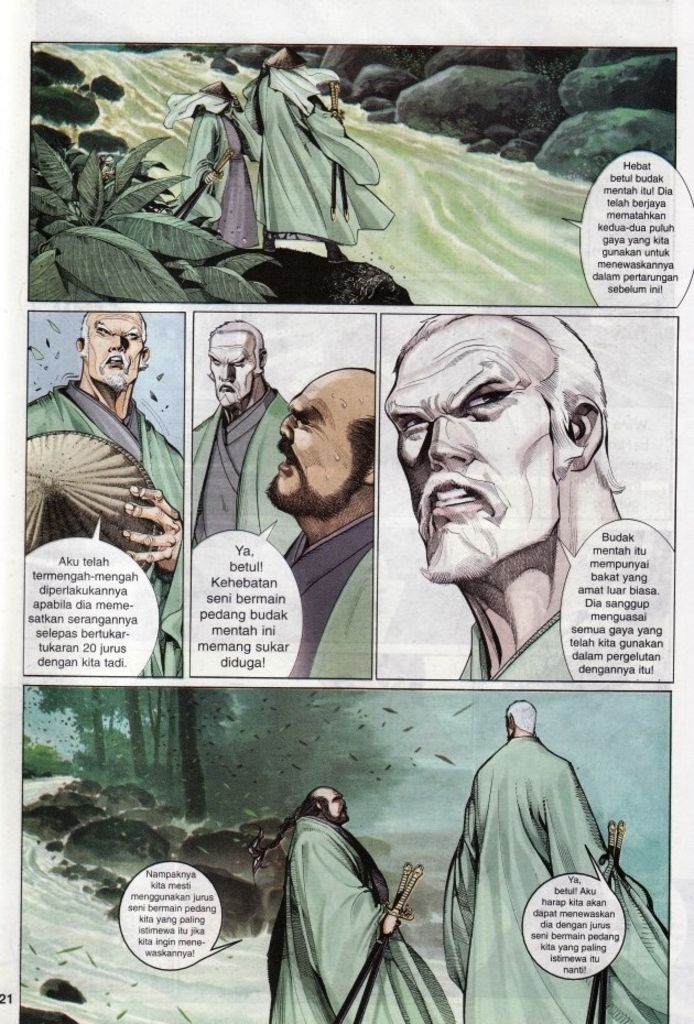 Hebat
betul budak
mentah itu! Dia
telah berjaya
mematahkan
kedua-dua puluh
gaya yang kita
gunakan untuk
menewaskannya
dalam pertarungan
sebelum ini!
Aku telah
termengah-mengah
diperlakukannya
apabila dia meme-
satkan serangannya
selepas bertukar-
tukaran 20 jurus
dengan kita tadi.
Ya,
betul!
Kehebatan
seni bermain
pedang budak
mentah ini
memang sukar
diduga!
Budak
mentah itu
mempunyai
bakat yang
amat luar biasa.
Dia sanggup
menguasai
semua gaya yang
telah kita gunakan
dalam pergelutan
dengannya itu!
Nampaknya
kita mesti
menggunakan jurus
seni bermain pedang
kita yang paling
istimewa itu jika
kita ingin mene-
waskannya!
Ya,
betul! Aku
harap kita akan
dapat menewaskan
dia dengan jurus
seni bermain pedang
kita yang paling
istimewa itu
nanti!
21